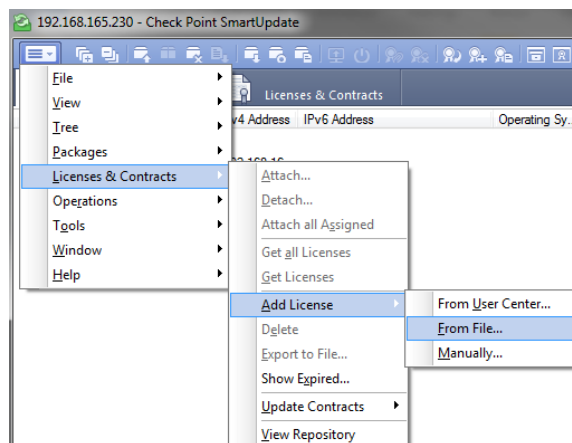 192.168.165.230 - Check Point SmartUpdate
Licenses & Contracts
v4 Address IPv6 Address Operating Sy...
File
View
Tree
Packages
Licenses & Contracts
Operations
Tools
Window
Help
Attach...
Detach...
Attach all Assigned
Get all Licenses
Get Licenses
Add License
Delete
Export to File...
Show Expired...
Update Contracts
View Repository
From User Center...
From File...
Manually...